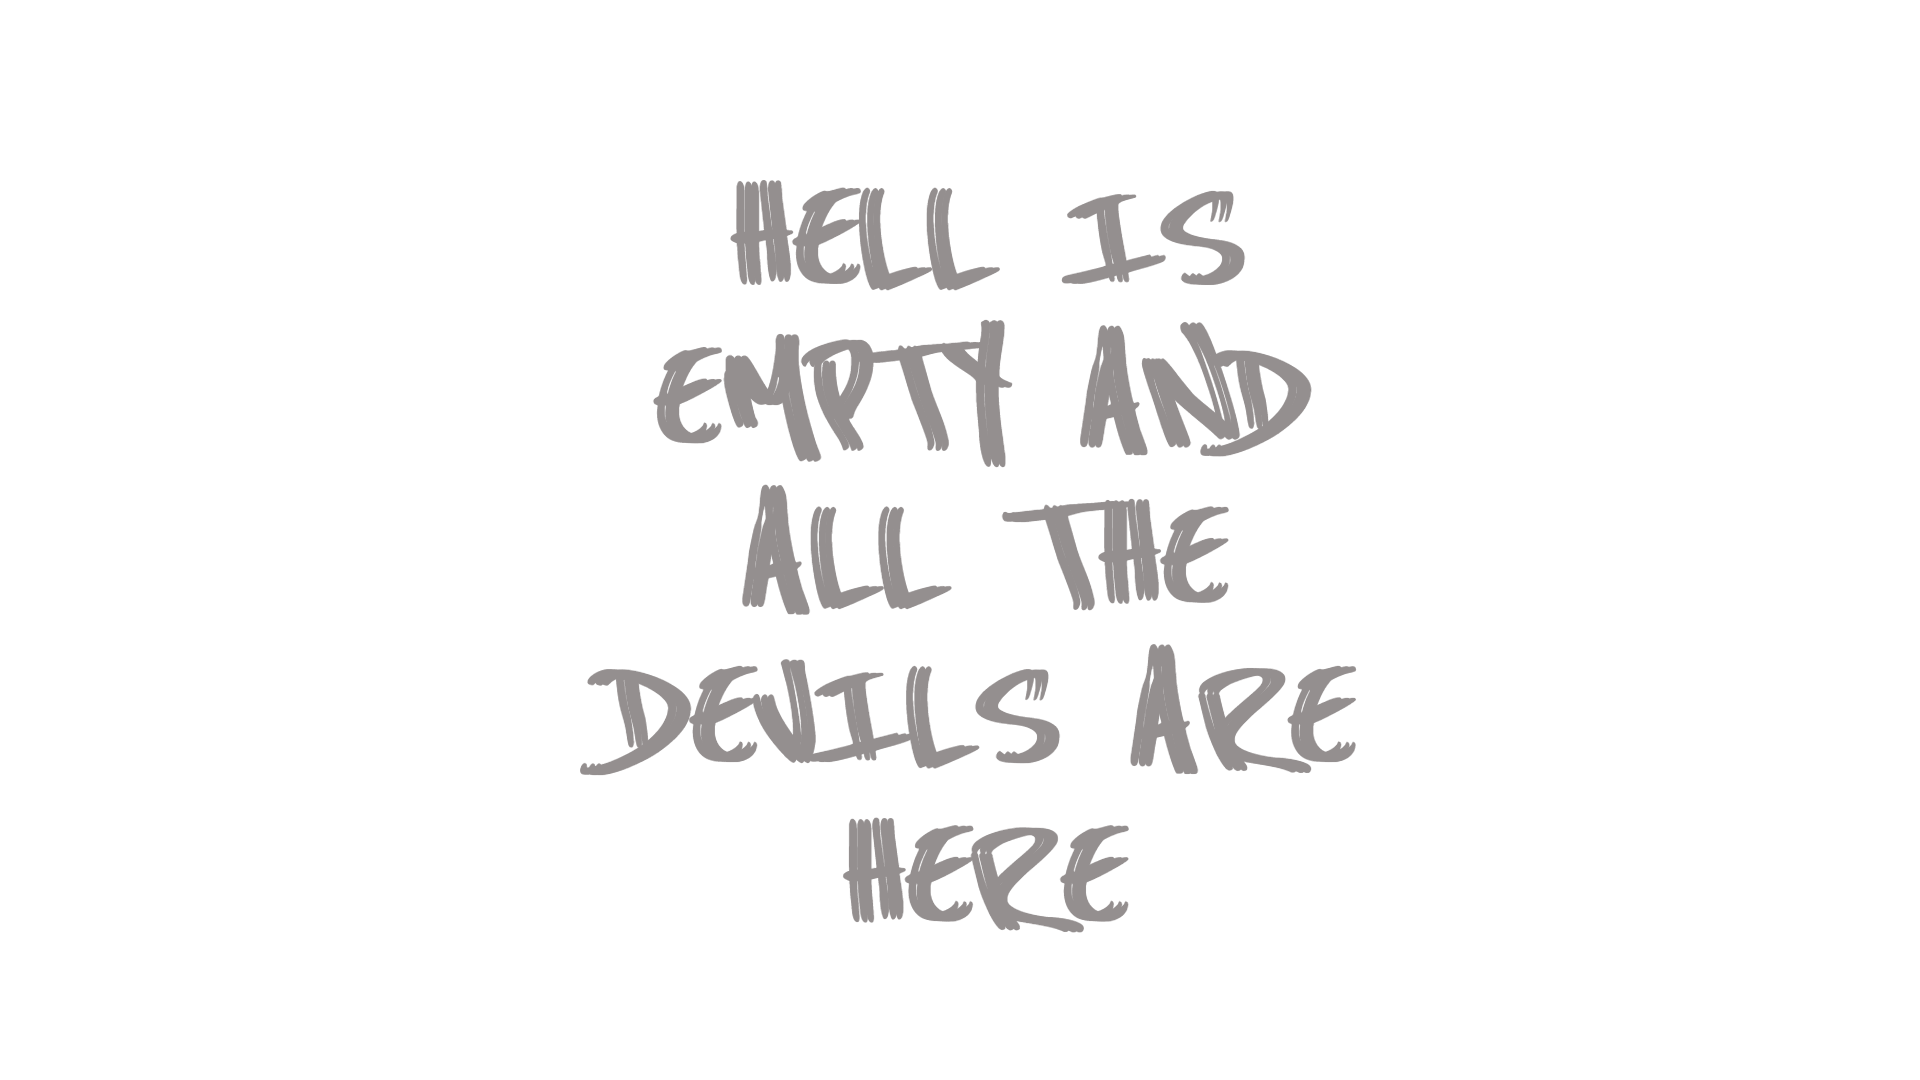 HELL IS
EMPTY AND
ALL THE
DEVILS ARE
HERE